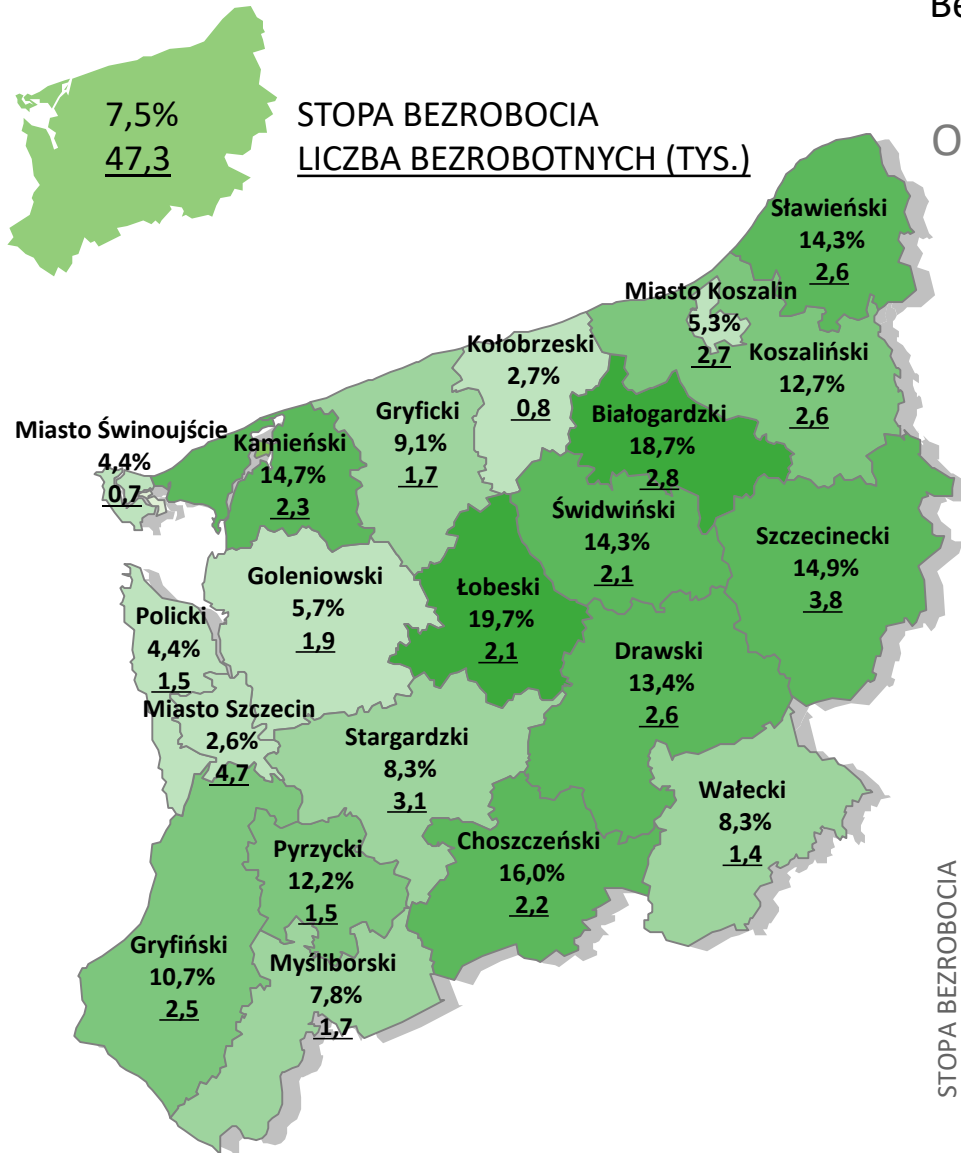 Be
7,5%
47,3
STOPA BEZROBOCIA
LICZBA BEZROBOTNYCH (TYS.)
O
Sławieński
14,3%
2,6
Miasto Koszalin
5,3%
2,7
Koszaliński
12,7%
2,6
Kołobrzeski
2,7%
0,8
Białogardzki
18,7%
2,8
Gryficki
9,1%
1,7
Miasto Świnoujście
4,4%
0,7
Kamieński
14,7%
2,3
Świdwiński
14,3%
2,1
Szczecinecki
14,9%
3,8
Goleniowski
5,7%
1,9
Łobeski
19,7%
2,1
Policki
4,4%
1,5
Drawski
13,4%
2,6
Miasto Szczecin
2,6%
4,7
Stargardzki
8,3%
3,1
Wałecki
8,3%
1,4
Choszczeński
16,0%
2,2
Pyrzycki
12,2%
1,5
Gryfiński
10,7%
2,5
Myśliborski
7,8%
1,7
STOPA BEZROBOCIA